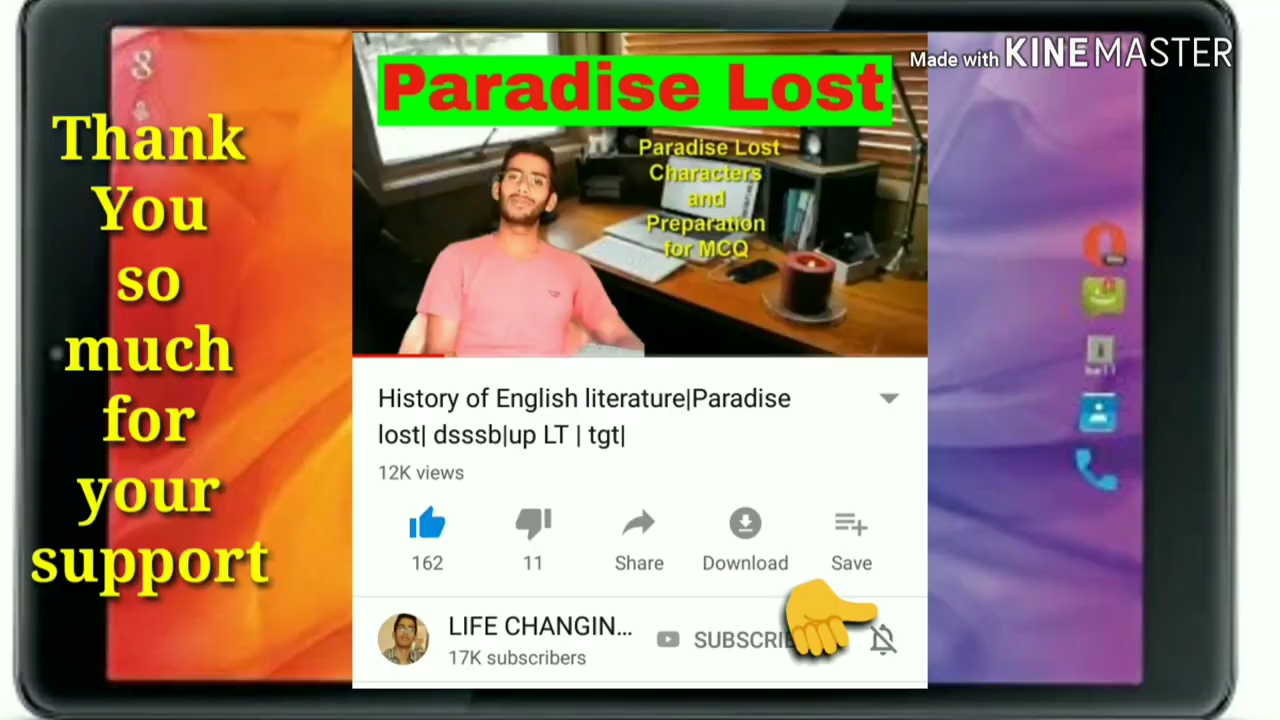 Made with KINEMASTER
Thank
You
so
much
for
your
support
Paradise Lost
Paradise Lost
Characters
and
Preparation
for MCQ
History of English literature|Paradise
lost| dsssb|up LT | tgt|
12K views
162
11
Share
Download
Save
LIFE CHANGIN...
SUBSCRI
17K subscribers
8